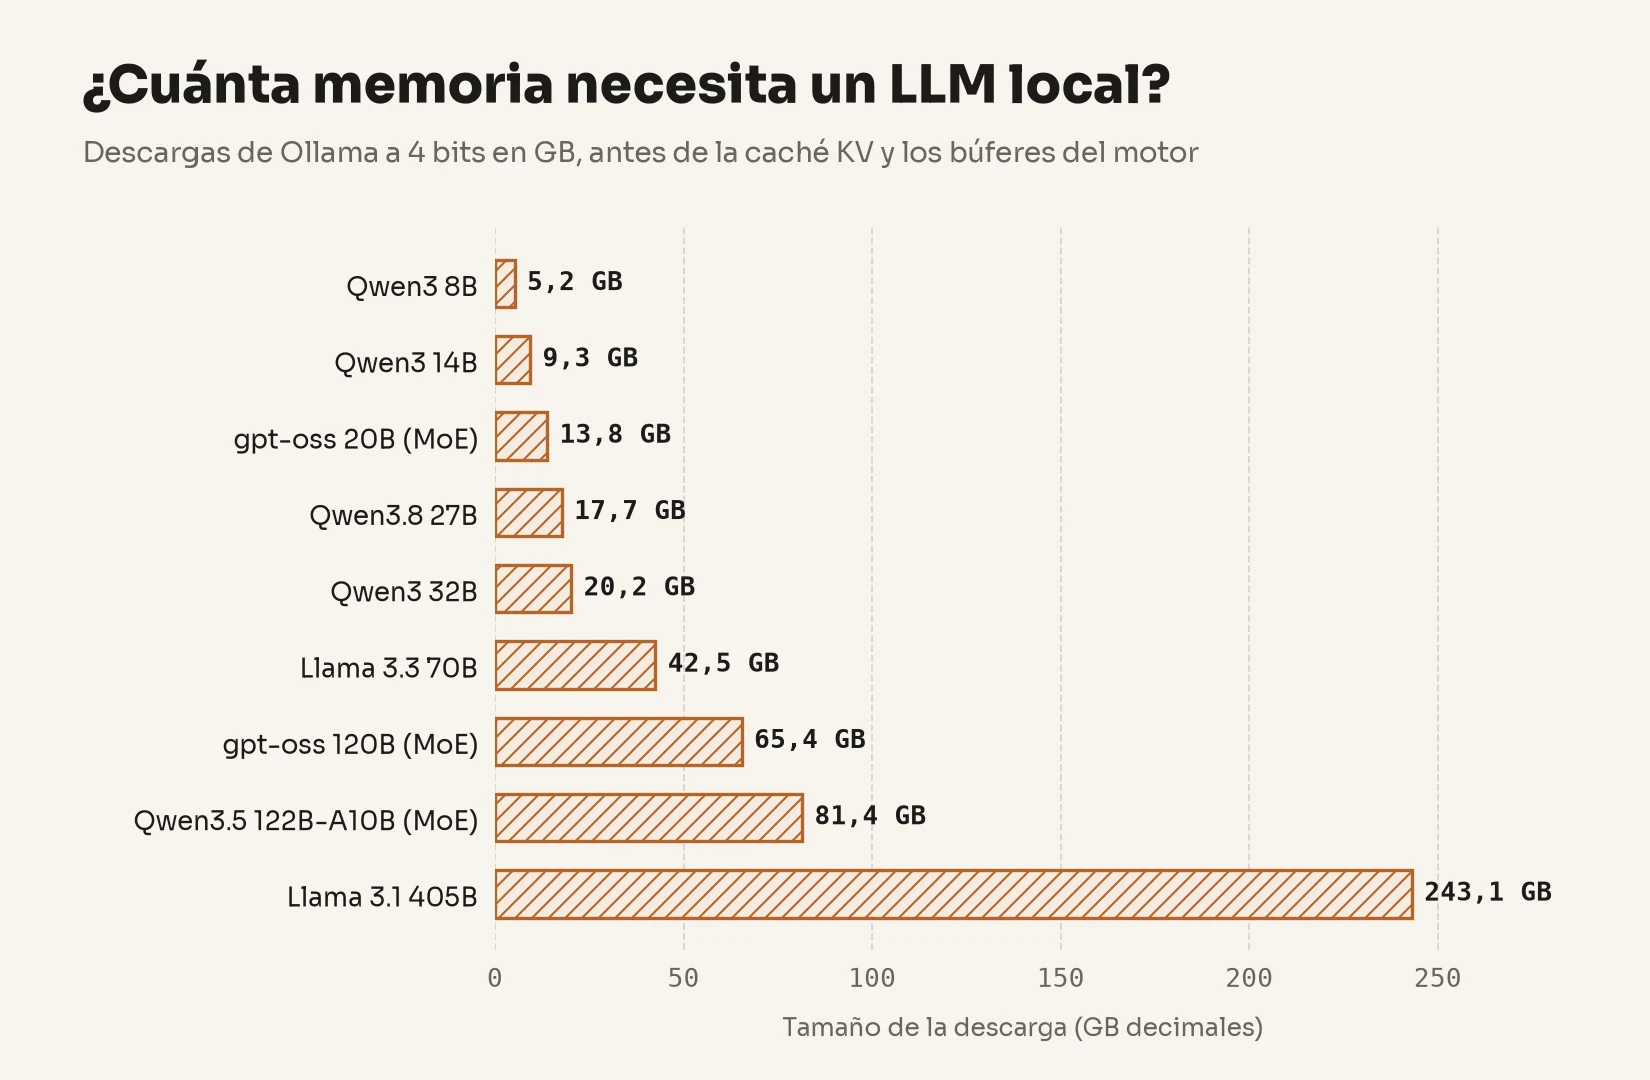 ¿Cuánta memoria necesita un LLM local?
Descargas de Ollama a 4 bits en GB, antes de la caché KV y los búferes del motor
Qwen3 8B 5,2 GB
Qwen3 14B 9,3 GB
gpt-oss 20B (MoE) 13,8 GB
Qwen3.8 27B 17,7 GB
Qwen3 32B 20,2 GB
Llama 3.3 70B 42,5 GB
gpt-oss 120B (MoE) 65,4 GB
Qwen3.5 122B-A10B (MoE) 81,4 GB
Llama 3.1 405B 243,1 GB
0 50 100 150 200 250
Tamaño de la descarga (GB decimales)